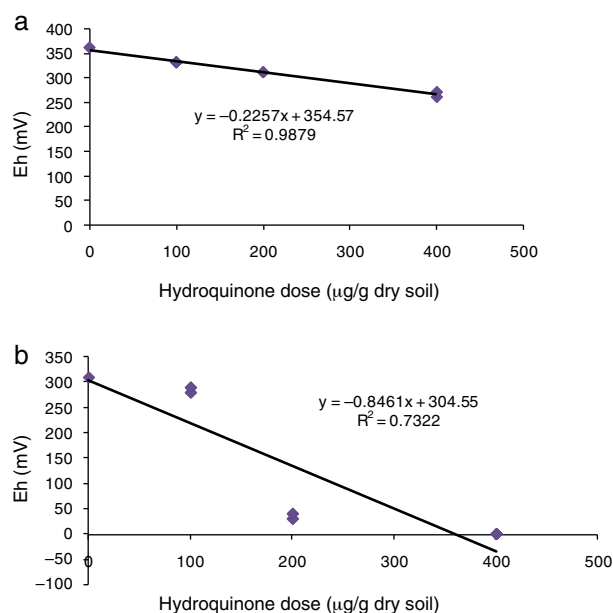 a
400
350
300
250
200
150
100
50
0
Eh (mV)
y = –0.2257x + 354.57
R² = 0.9879
0 100 200 300 400 500
Hydroquinone dose (μg/g dry soil)
b
350
300
250
200
150
100
50
0
–50
–100
Eh (mV)
y = –0.8461x + 304.55
R² = 0.7322
0 100 200 300 400 500
Hydroquinone dose (μg/g dry soil)